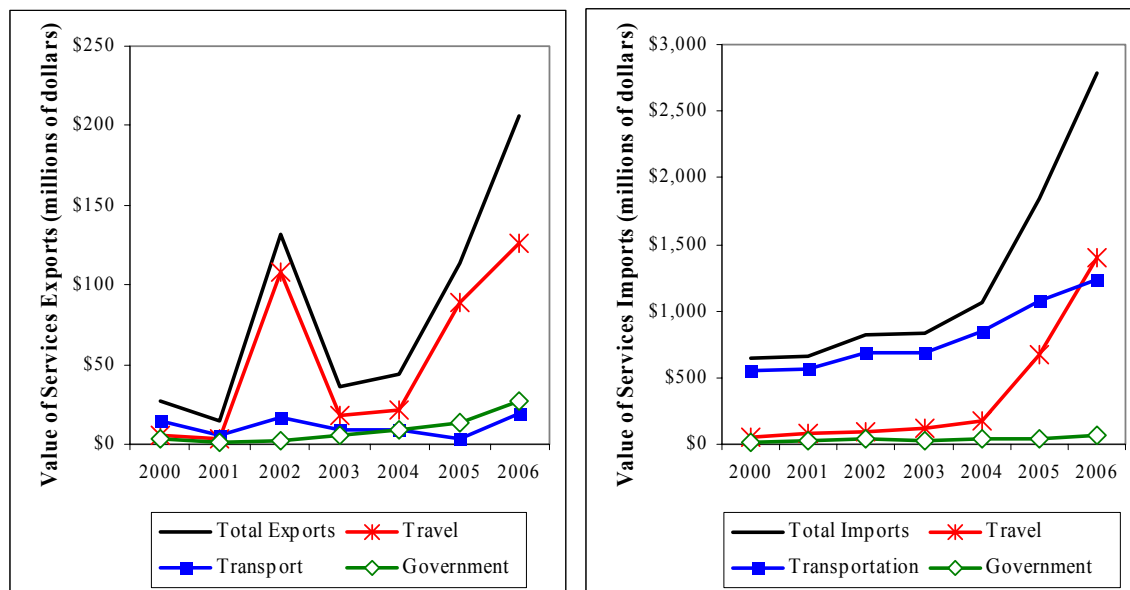 Value of Services Exports (millions of dollars)
$250
$200
$150
$100
$50
$0
2000 2001 2002 2003 2004 2005 2006
Total Exports Travel
Transport Government
Value of Services Imports (millions of dollars)
$3,000
$2,500
$2,000
$1,500
$1,000
$500
$0
2000 2001 2002 2003 2004 2005 2006
Total Imports Travel
Transportation Government